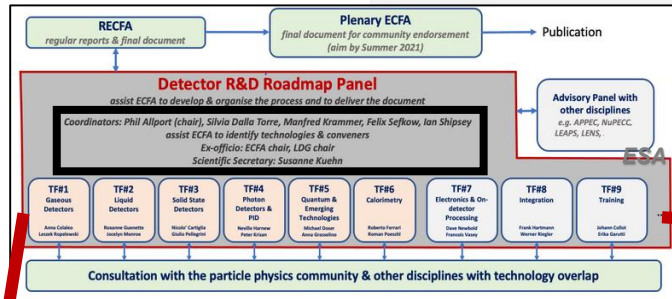 RECFA
regular reports & final document
Plenary ECFA
final document for community endorsement
(aim by Summer 2021)
Publication
Detector R&D Roadmap Panel
assist ECFA to develop & organise the process and to deliver the document
Coordinators: Phil Allport (chair), Silvia Dalla Torre, Manfred Krammer, Felix Sefkow, Ian Shipsey
assist ECFA to identify technologies & conveners
Ex-officio: ECFA chair, LDG chair
Scientific Secretary: Susanne Kuehn
Advisory Panel with
other disciplines
e.g. APPEC, NuPECC,
LEAPS, LENS,
ESA
TF#1
Gaseous
Detectors
Anna Colaleo
Leszek Ropelewski
TF#2
Liquid
Detectors
Roxanne Guenette
Jocelyn Monroe
TF#3
Solid State
Detectors
Nicolo' Cartiglia
Giulio Pellegrini
TF#4
Photon
Detectors &
PID
Neville Harnew
Peter Krizan
TF#5
Quantum &
Emerging
Technologies
Michael Doser
Anna Grassellino
TF#6
Calorimetry
Roberto Ferrari
Roman Poeschl
TF#7
Electronics & On-
detector
Processing
Dave Newbold
Francois Vasey
TF#8
Integration
Frank Hartmann
Werner Riegler
TF#9
Training
Johann Collot
Erika Garutti
...
Consultation with the particle physics community & other disciplines with technology overlap